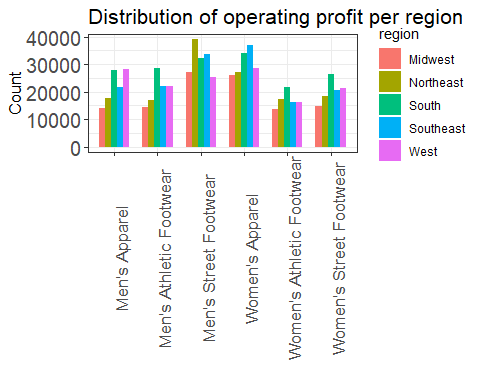 Distribution of operating profit per region
Count
40000
30000
20000
10000
0
Men's Apparel
Men's Athletic Footwear
Men's Street Footwear
Women's Apparel
Women's Athletic Footwear
Women's Street Footwear
region
Midwest
Northeast
South
Southeast
West